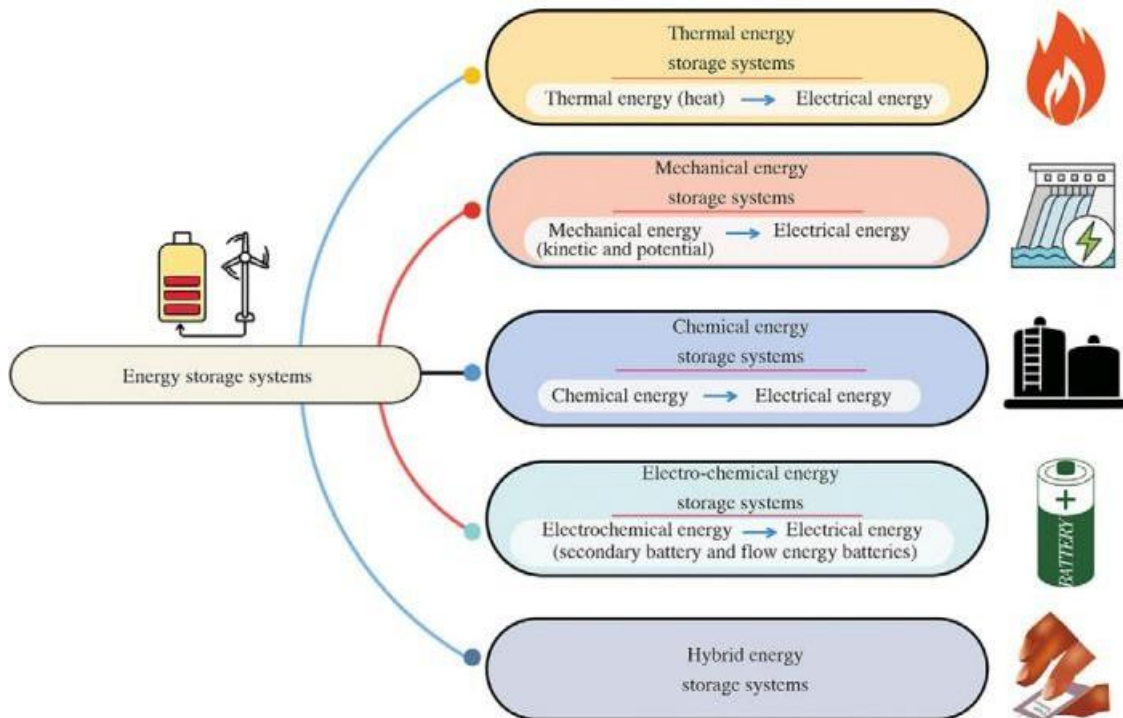 Thermal energy
storage systems
Thermal energy (heat) → Electrical energy
Mechanical energy
storage systems
Mechanical energy → Electrical energy
(kinetic and potential)
Energy storage systems
Chemical energy
storage systems
Chemical energy → Electrical energy
Electro-chemical energy
storage systems
Electrochemical energy → Electrical energy
(secondary battery and flow energy batteries)
BATTERY
Hybrid energy
storage systems